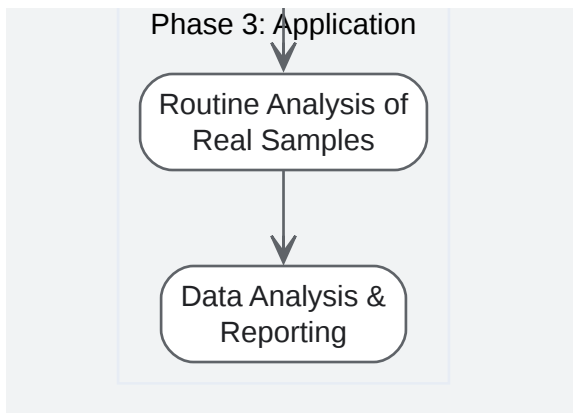 Phase 3: Application
Routine Analysis of
Real Samples
Data Analysis &
Reporting